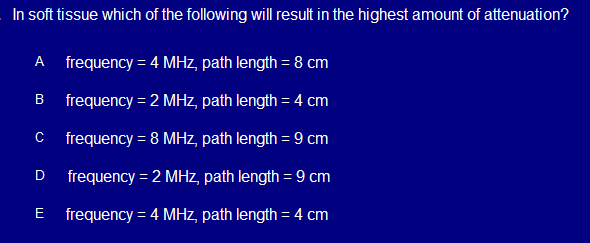 In soft tissue which of the following will result in the highest amount of attenuation?
A frequency = 4 MHz, path length = 8 cm
B frequency = 2 MHz, path length = 4 cm
C frequency = 8 MHz, path length = 9 cm
D frequency = 2 MHz, path length = 9 cm
E frequency = 4 MHz, path length = 4 cm